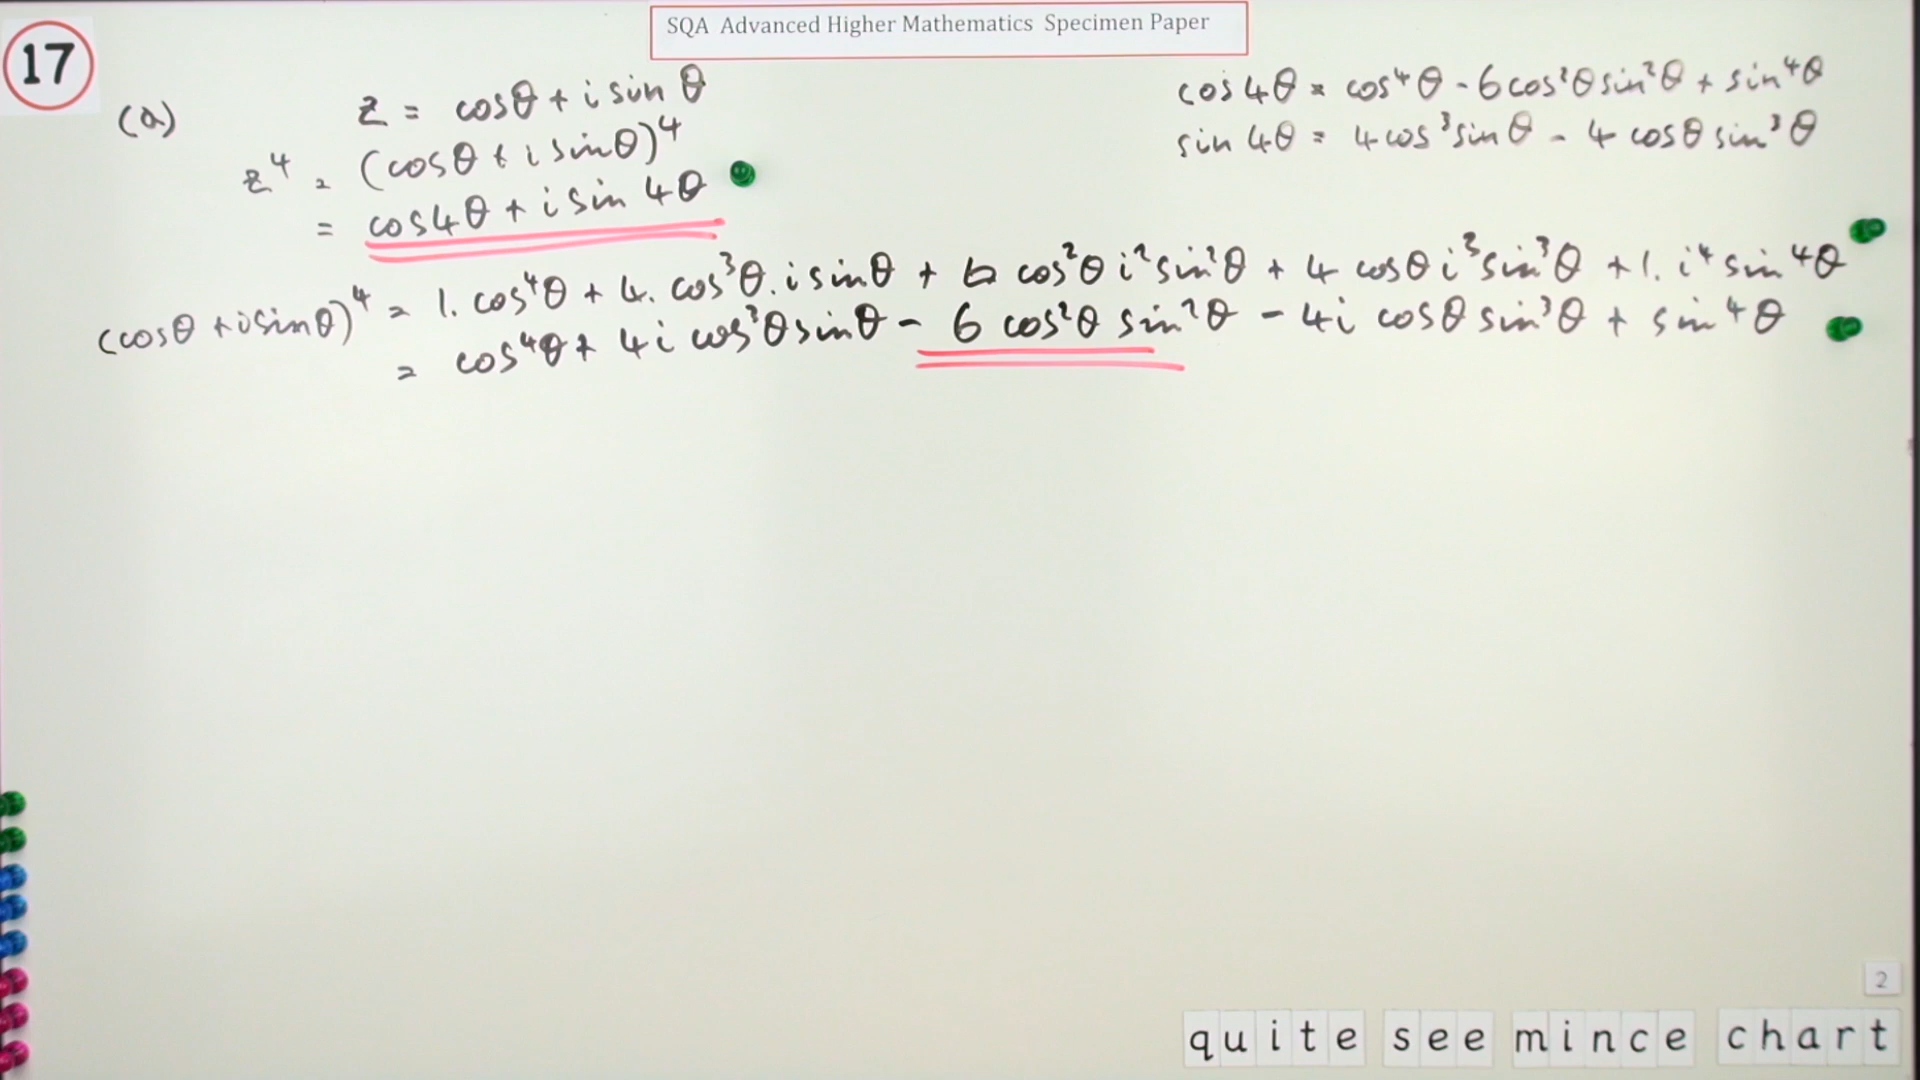 17
SQA Advanced Higher Mathematics Specimen Paper
(a)
z = cosθ + i sin θ
z⁴ = (cosθ + i sinθ)⁴
= cos4θ + i sin 4θ
cos 4θ = cos⁴θ - 6cos²θsin²θ + sin⁴θ
sin 4θ = 4cos³sinθ - 4 cosθ sin³θ
(cosθ + isinθ)⁴ = 1. cos⁴θ + 4. cos³θ. i sinθ + 6 cos²θ i² sin²θ + 4 cosθ i³ sin³θ + 1. i⁴ sin⁴θ
= cos⁴θ + 4i cos³θ sinθ - 6 cos²θ sin²θ - 4i cosθ sin³θ + sin⁴θ
2
quite see mince chart